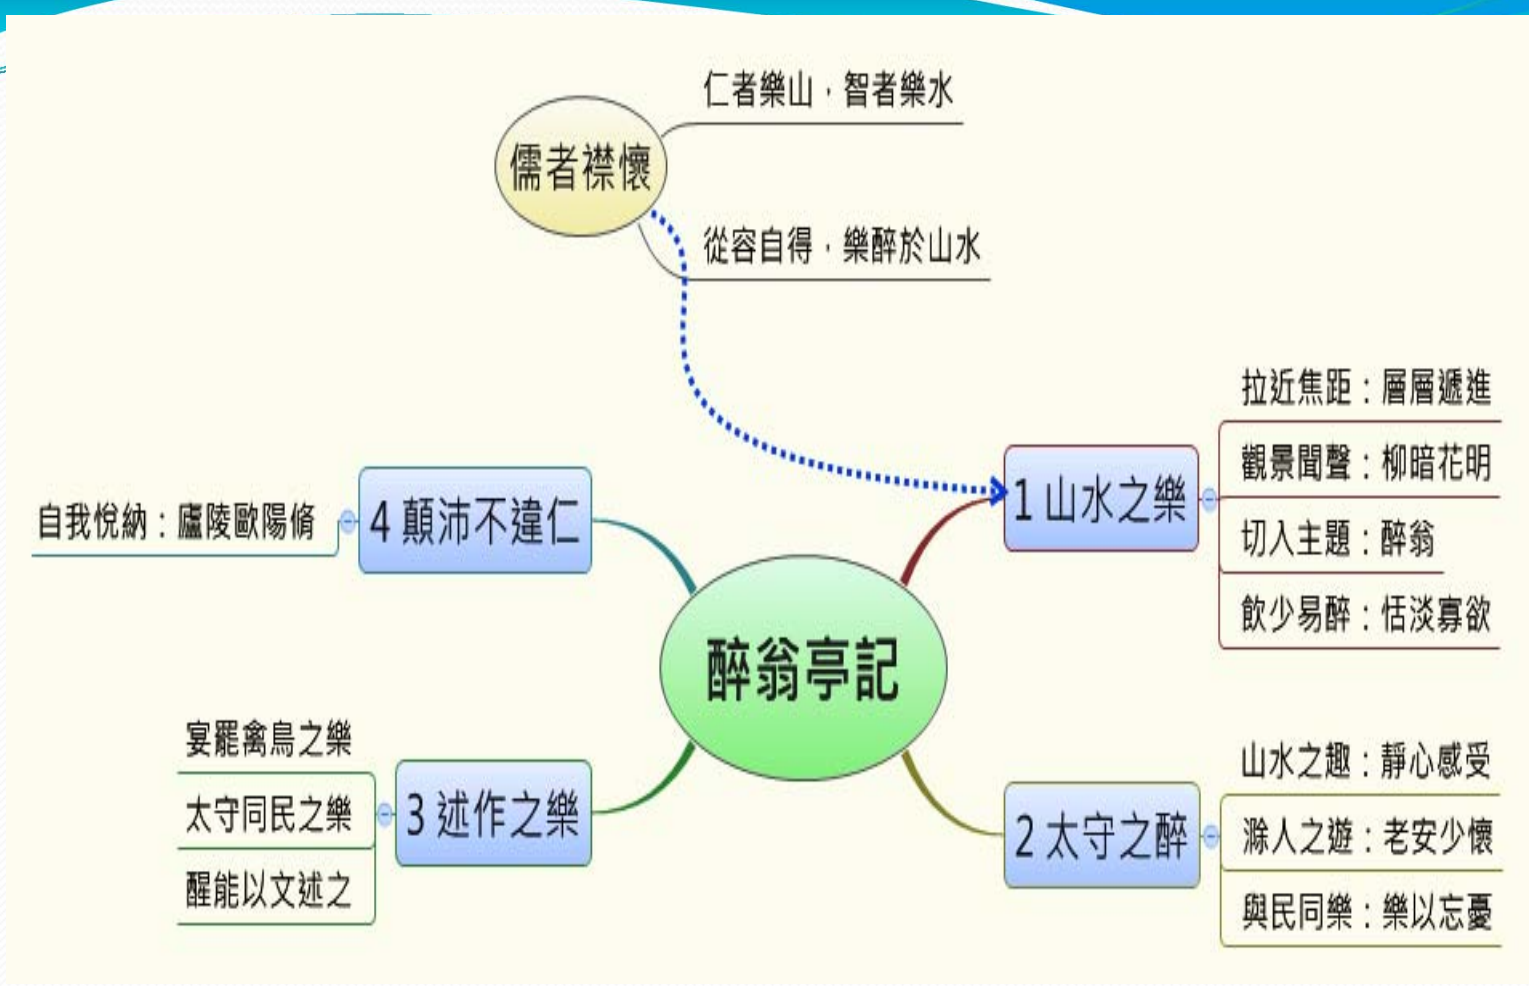 仁者樂山，智者樂水
儒者襟懷
從容自得，樂醉於山水
醉翁亭記
1 山水之樂
拉近焦距：層層遞進
觀景聞聲：柳暗花明
切入主題：醉翁
飲少易醉：恬淡寡欲
2 太守之醉
山水之趣：靜心感受
滁人之遊：老安少懷
與民同樂：樂以忘憂
3 述作之樂
宴罷禽鳥之樂
太守同民之樂
醒能以文述之
4 顛沛不違仁
自我悅納：廬陵歐陽脩